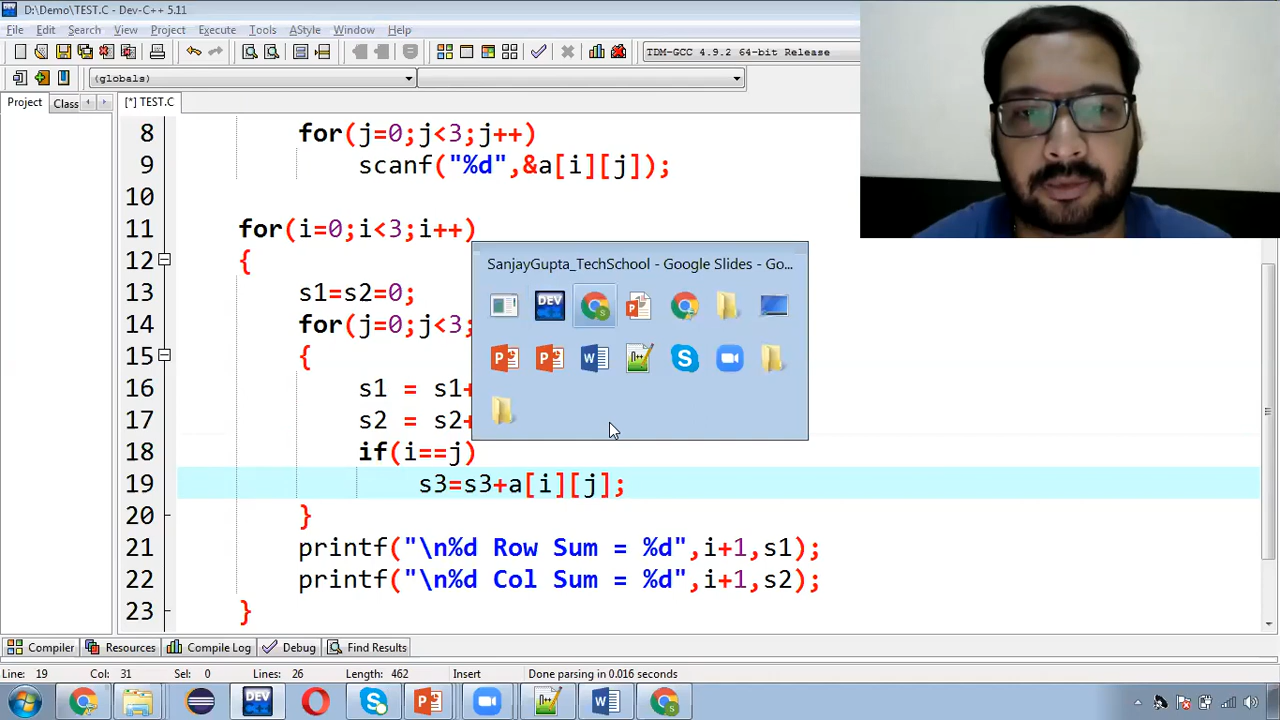 D:\Demo\TEST.C - Dev-C++ 5.11
File Edit Search View Project Execute Tools AStyle Window Help
TDM-GCC 4.9.2 64-bit Release
(globals)
Project Class [*] TEST.C
8 for(j=0;j<3;j++)
9 scanf("%d",&a[i][j]);
10
11 for(i=0;i<3;i++)
12 {
13 s1=s2=0;
14 for(j=0;j<3;
15 {
16 s1 = s1+
17 s2 = s2+
18 if(i==j)
19 s3=s3+a[i][j];
20 }
21 printf("\n%d Row Sum = %d",i+1,s1);
22 printf("\n%d Col Sum = %d",i+1,s2);
23 }
SanjayGupta_TechSchool - Google Slides - Go...
DEV
Compiler Resources Compile Log Debug Find Results
Line: 19 Col: 31 Sel: 0 Lines: 26 Length: 462 Insert Done parsing in 0.016 seconds
DEV